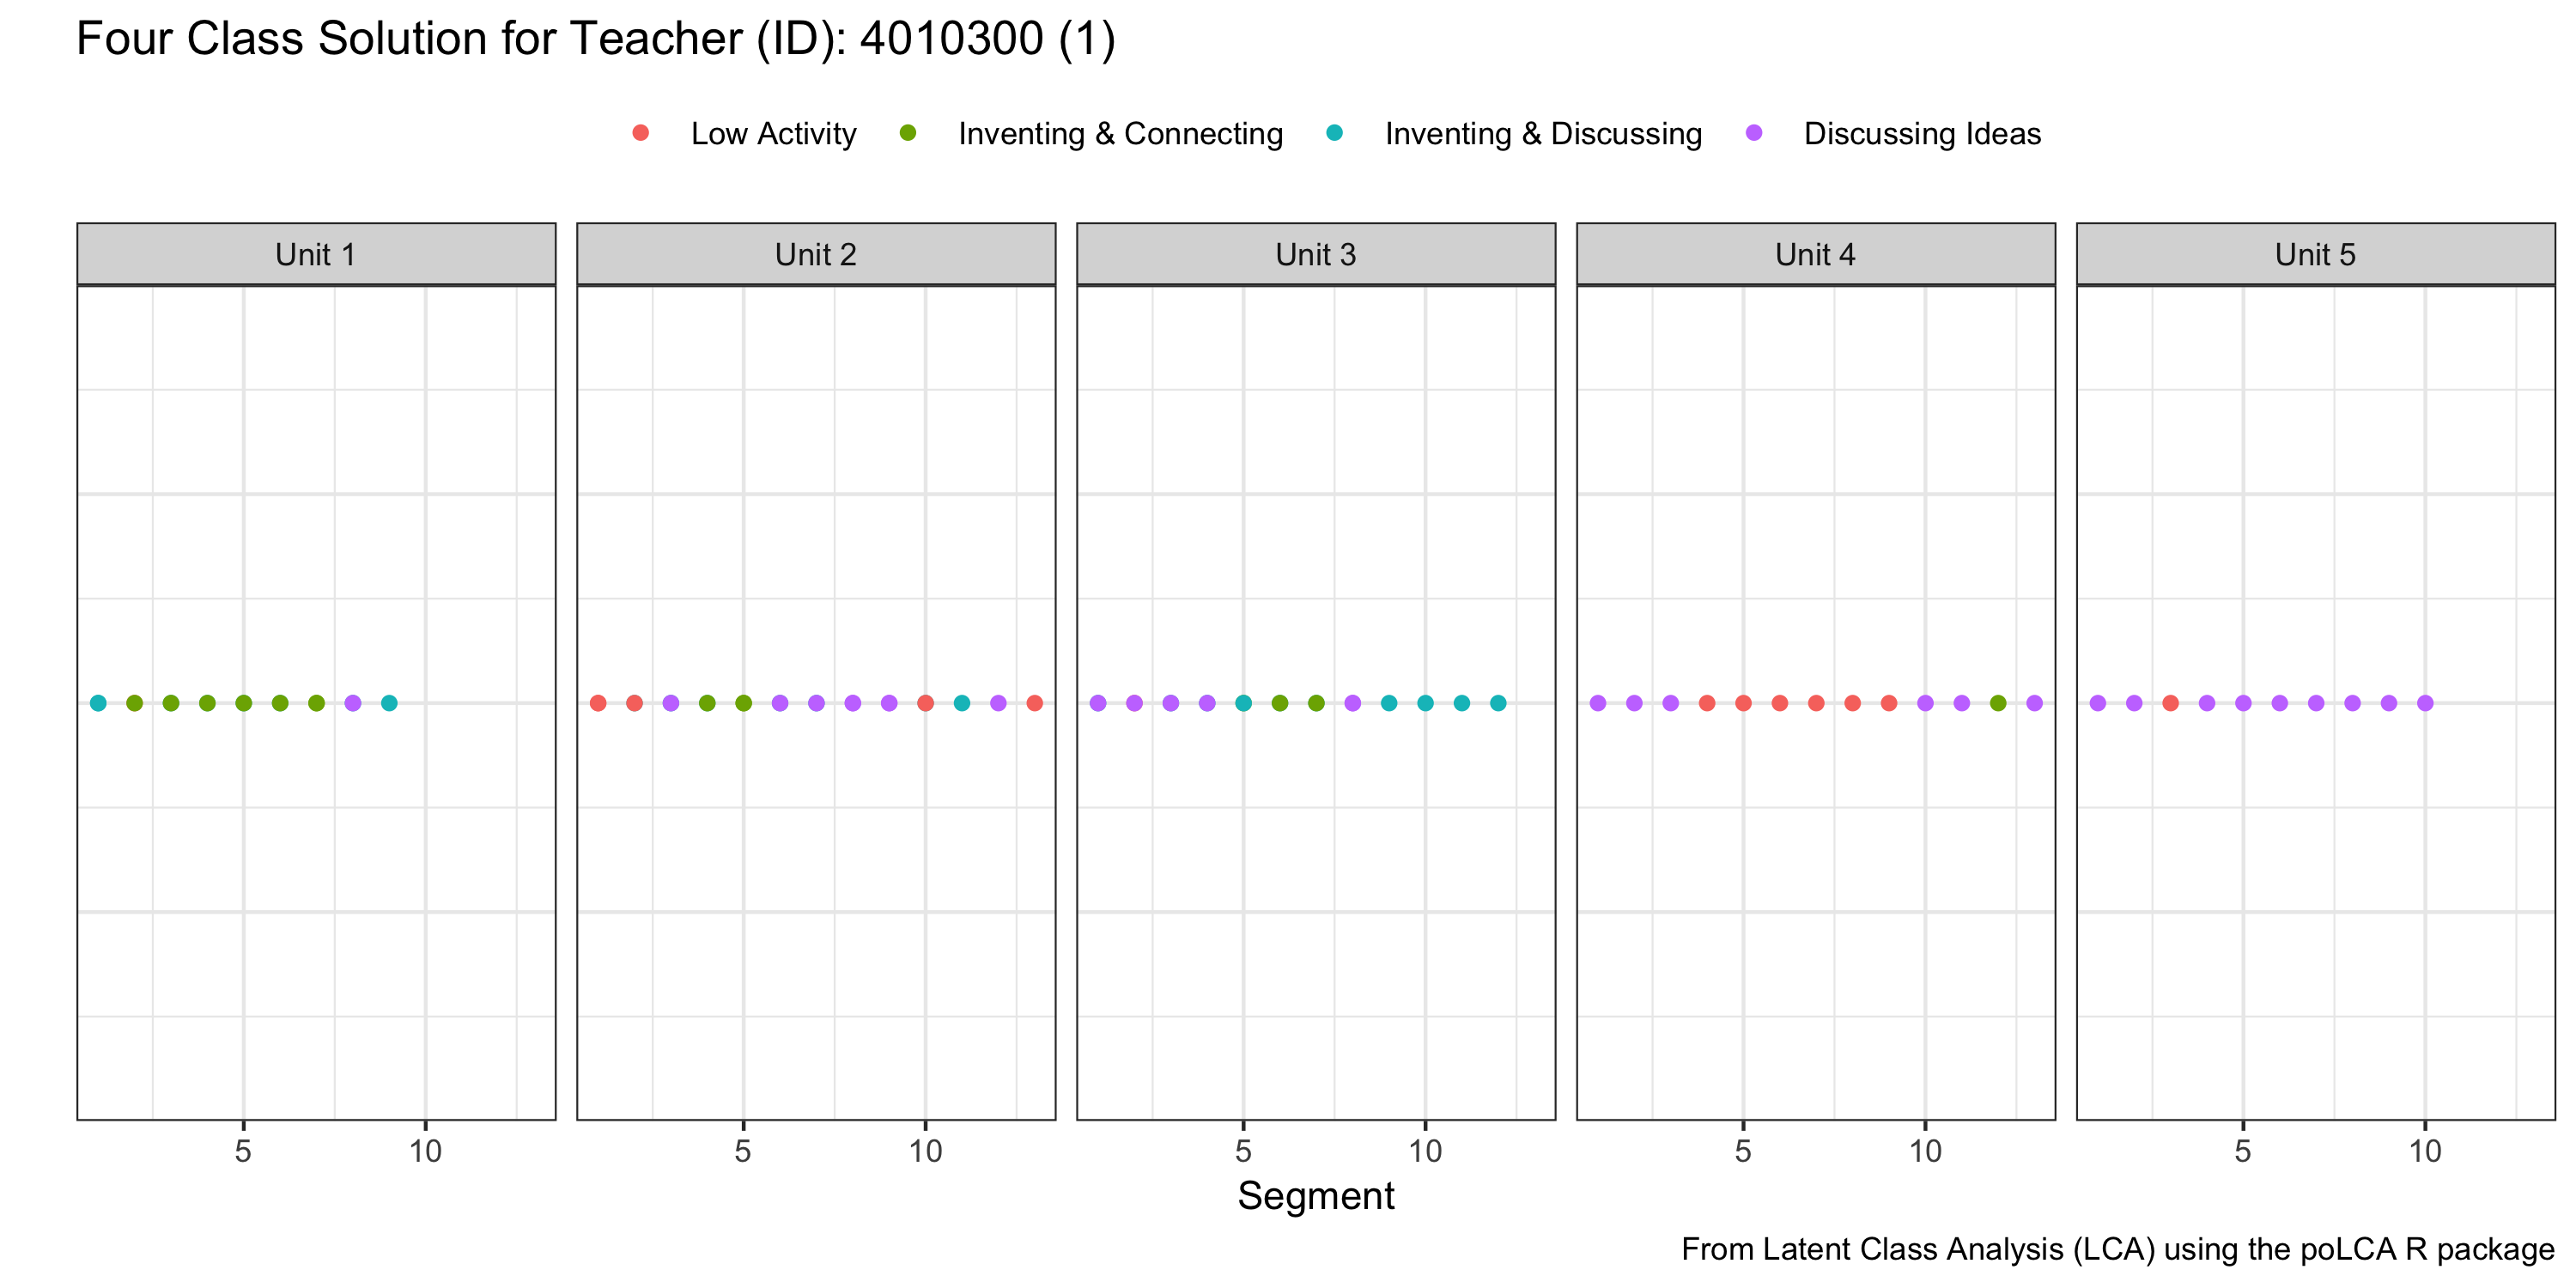 Four Class Solution for Teacher (ID): 4010300 (1)
Low Activity Inventing & Connecting Inventing & Discussing Discussing Ideas
Unit 1 Unit 2 Unit 3 Unit 4 Unit 5
5 10 5 10 5 10 5 10 5 10
Segment
From Latent Class Analysis (LCA) using the poLCA R package